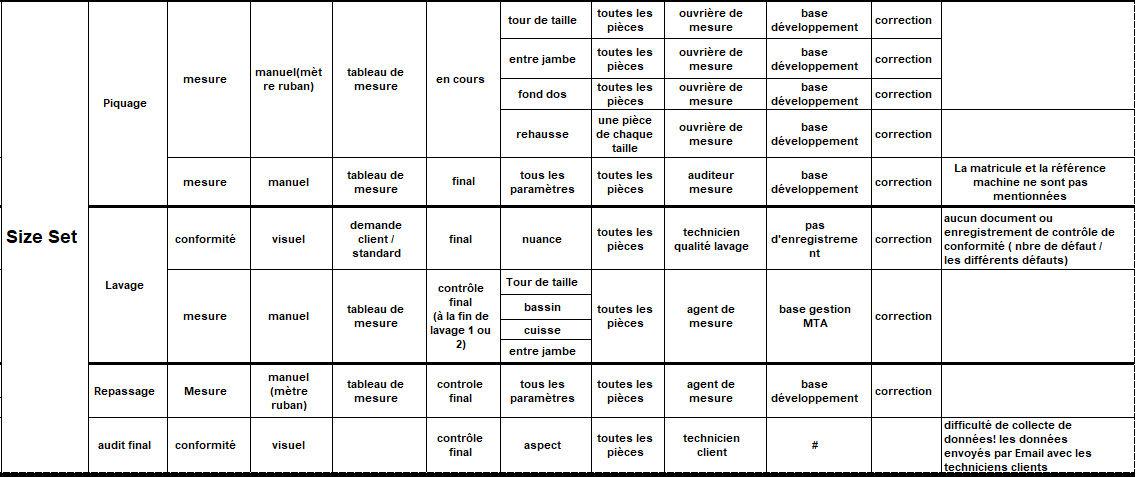 Size Set
Piquage
mesure
manuel(mèt
re ruban)
tableau de
mesure
en cours
tour de taille
toutes les
pièces
ouvrière de
mesure
base
développement
correction
entre jambe
toutes les
pièces
ouvrière de
mesure
base
développement
correction
fond dos
toutes les
pièces
ouvrière de
mesure
base
développement
correction
rehausse
une pièce
de chaque
taille
ouvrière de
mesure
base
développement
correction
mesure
manuel
tableau de
mesure
final
tous les
paramètres
toutes les
pièces
auditeur
mesure
base
développement
correction
La matricule et la référence
machine ne sont pas
mentionnées
Lavage
conformité
visuel
demande
client /
standard
final
nuance
toutes les
pièces
technicien
qualité lavage
pas
d'enregistreme
nt
correction
aucun document ou
enregistrement de contrôle de
conformité ( nbre de défaut /
les différents défauts)
mesure
manuel
tableau de
mesure
contrôle
final
(à la fin de
lavage 1 ou
2)
Tour de taille
bassin
cuisse
entre jambe
toutes les
pièces
agent de
mesure
base gestion
MTA
correction
Repassage
Mesure
manuel
(mètre
ruban)
tableau de
mesure
controle
final
tous les
paramètres
toutes les
pièces
agent de
mesure
base
développement
correction
audit final
conformité
visuel
contrôle
final
aspect
toutes les
pièces
technicien
client
#
difficulté de collecte de
données! les données
envoyés par Email avec les
techniciens clients